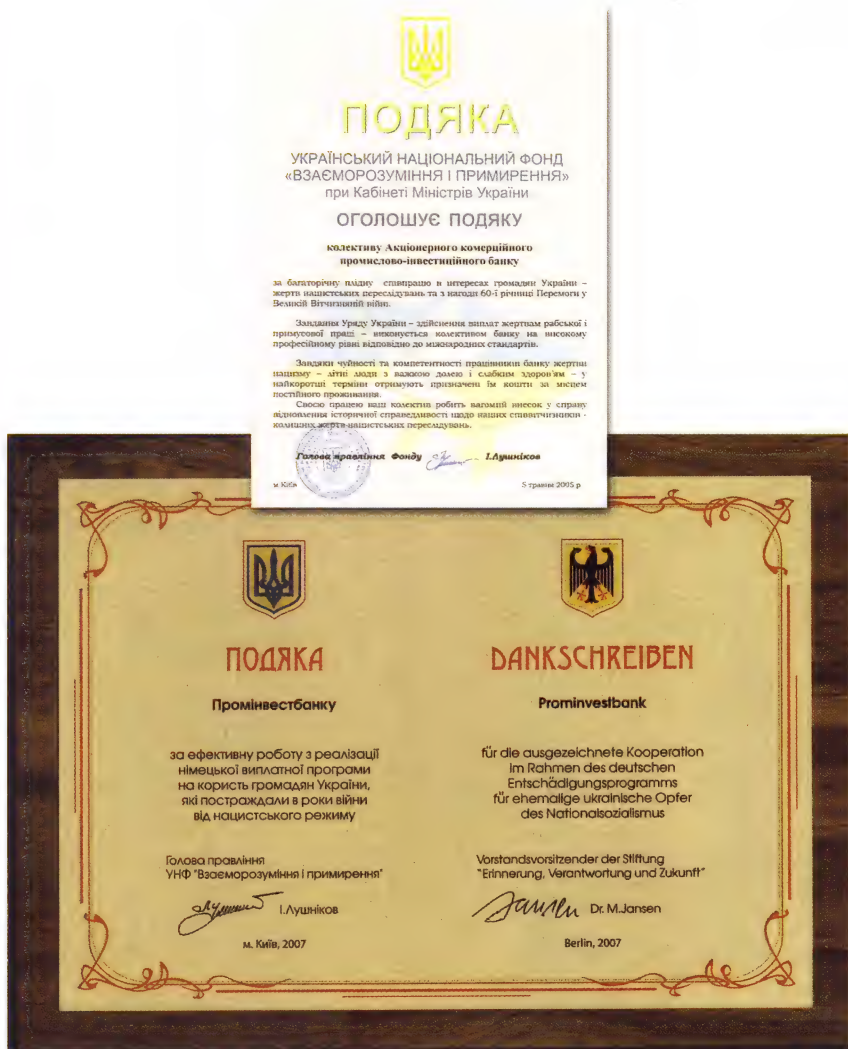 ПОДЯКА
УКРАЇНСЬКИЙ НАЦІОНАЛЬНИЙ ФОНД
«ВЗАЄМОРОЗУМІННЯ І ПРИМИРЕННЯ»
при Кабінеті Міністрів України
ОГОЛОШУЄ ПОДЯКУ
колективу Акціонерного комерційного
промислово-інвестиційного банку
за багаторічну плідну співпрацю в інтересах громадян України –
жертв нацистських переслідувань та з нагоди 60-ї річниці Перемоги у
Великій Вітчизняній війні.
Завдання Уряду України – здійснення виплат жертвам рабської і
примусової праці – виконується колективом банку на високому
професійному рівні відповідно до міжнародних стандартів.
Завдяки чуйності та компетентності працівників банку жертви
нацизму – літні люди з важкою долею і слабким здоров'ям – у
найкоротші терміни отримують призначені їм кошти за місцем
постійного проживання.
Своєю працею ваш колектив робить вагомий внесок у справу
відновлення історичної справедливості щодо наших співвітчизників -
колишніх жертв нацистських переслідувань.
Голова правління Фонду І.Лушніков
м Київ 5 травня 2005 р
ПОДЯКА
Промінвестбанку
за ефективну роботу з реалізації
німецької виплатної програми
на користь громадян України,
які постраждали в роки війни
від нацистського режиму
Голова правління
УНФ "Взаєморозуміння і примирення"
І.Лушніков
м. Київ, 2007
DANKSCHREIBEN
Prominvestbank
für die ausgezeichnete Kooperation
im Rahmen des deutschen
Entschädigungsprogramms
für ehemalige ukrainische Opfer
des Nationalsozialismus
Vorstandsvorsitzender der Stiftung
"Erinnerung, Verantwortung und Zukunft"
Dr. M.Jansen
Berlin, 2007